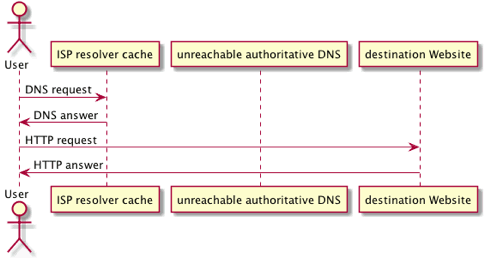 ISP resolver cache
unreachable authoritative DNS
destination Website
User
DNS request
DNS answer
HTTP request
HTTP answer
User
ISP resolver cache
unreachable authoritative DNS
destination Website